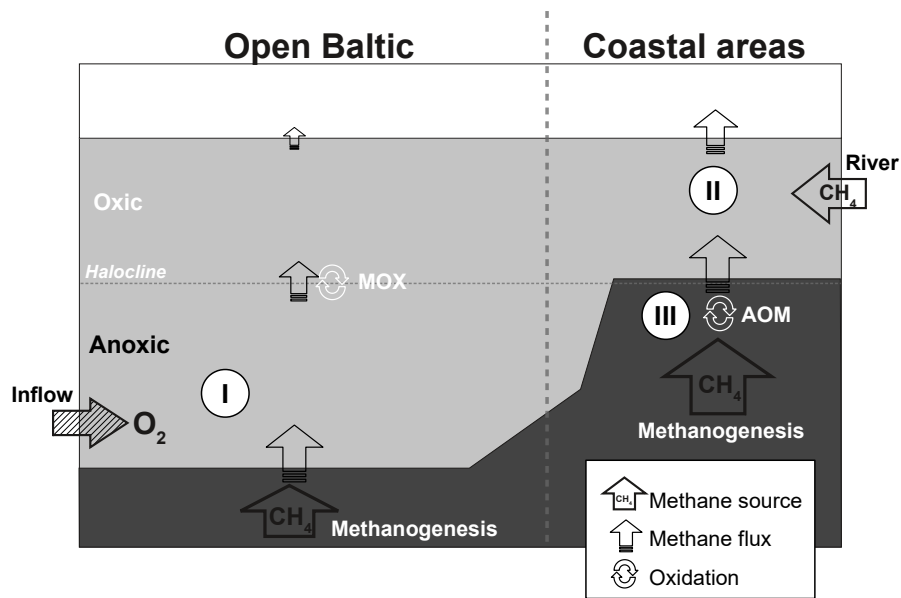 Open Baltic
Coastal areas
River
CH4
II
Oxic
Halocline
MOX
III
AOM
Anoxic
I
Inflow
O2
CH4
Methanogenesis
CH4
Methanogenesis
CH4
Methane source
Methane flux
Oxidation